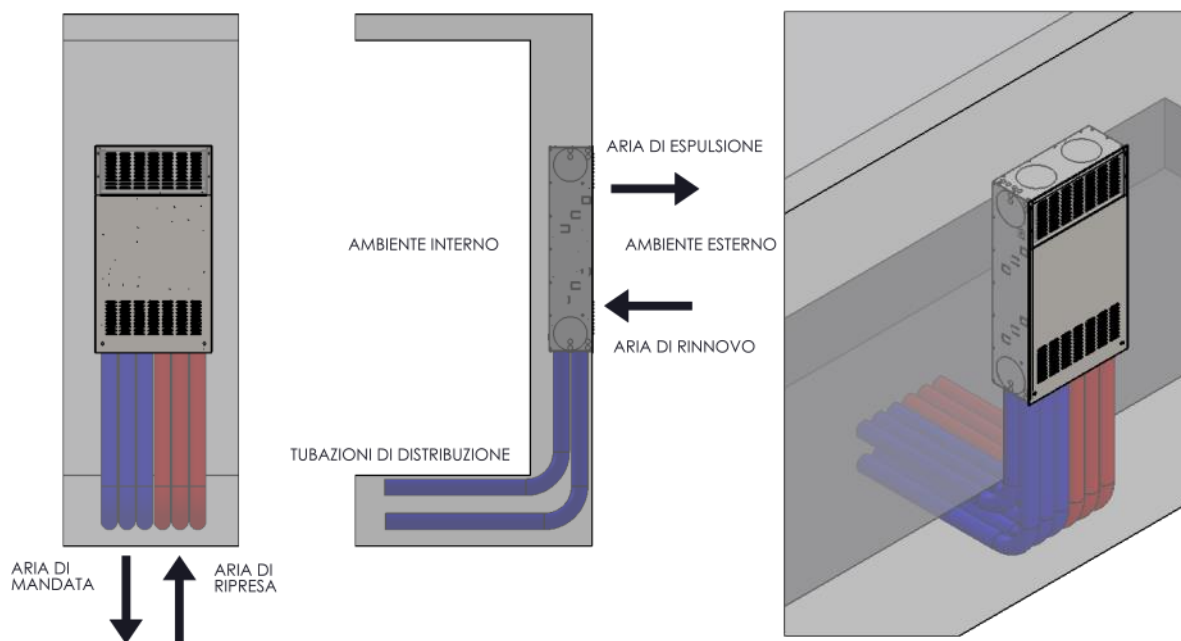 ARIA DI ESPULSIONE
AMBIENTE INTERNO
AMBIENTE ESTERNO
ARIA DI RINNOVO
TUBAZIONI DI DISTRIBUZIONE
ARIA DI
MANDATA
ARIA DI
RIPRESA